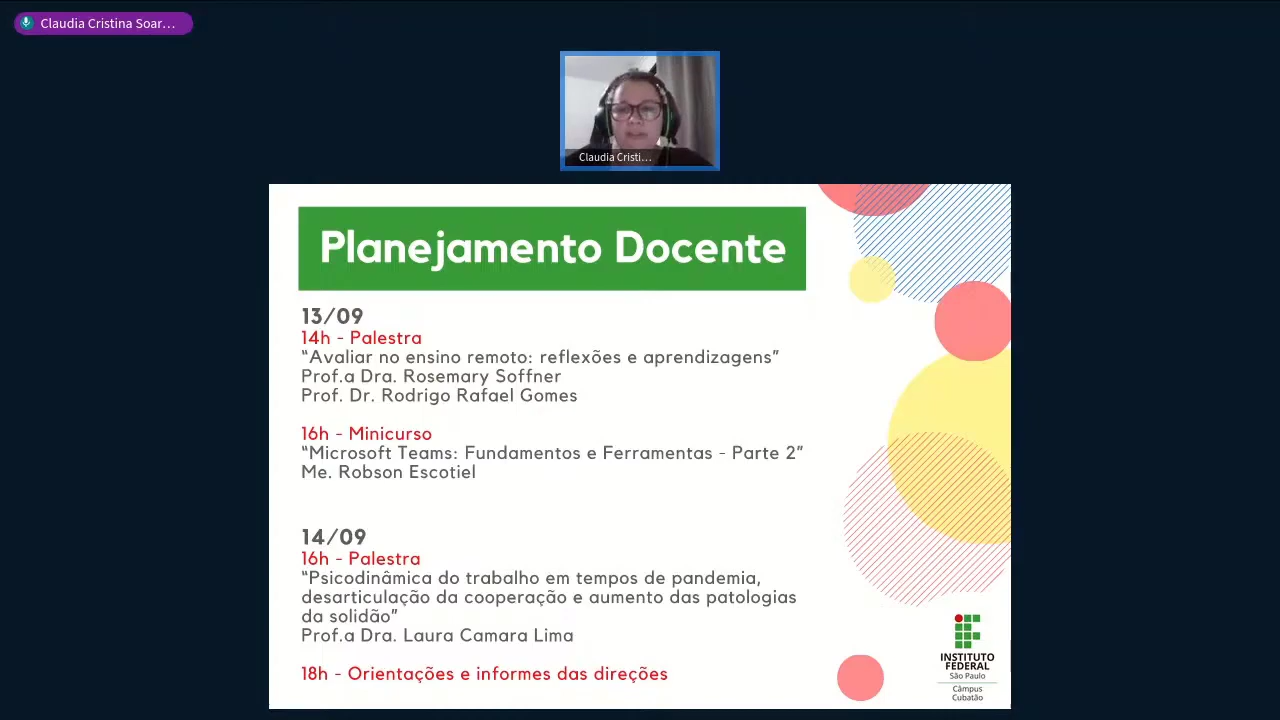 Claudia Cristina Soar...
Claudia Cristi...
Planejamento Docente
13/09
14h - Palestra
“Avaliar no ensino remoto: reflexões e aprendizagens”
Prof.a Dra. Rosemary Soffner
Prof. Dr. Rodrigo Rafael Gomes
16h - Minicurso
“Microsoft Teams: Fundamentos e Ferramentas - Parte 2”
Me. Robson Escotiel
14/09
16h - Palestra
“Psicodinâmica do trabalho em tempos de pandemia,
desarticulação da cooperação e aumento das patologias
da solidão”
Prof.a Dra. Laura Camara Lima
18h - Orientações e informes das direções
INSTITUTO
FEDERAL
São Paulo
Câmpus
Cubatão